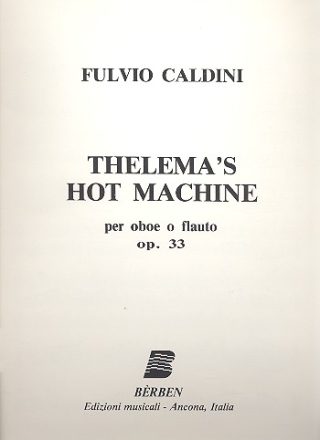 FULVIO CALDINI
THELEMA'S
HOT MACHINE
per oboe o flauto
op. 33
BÈRBEN
Edizioni musicali - Ancona, Italia